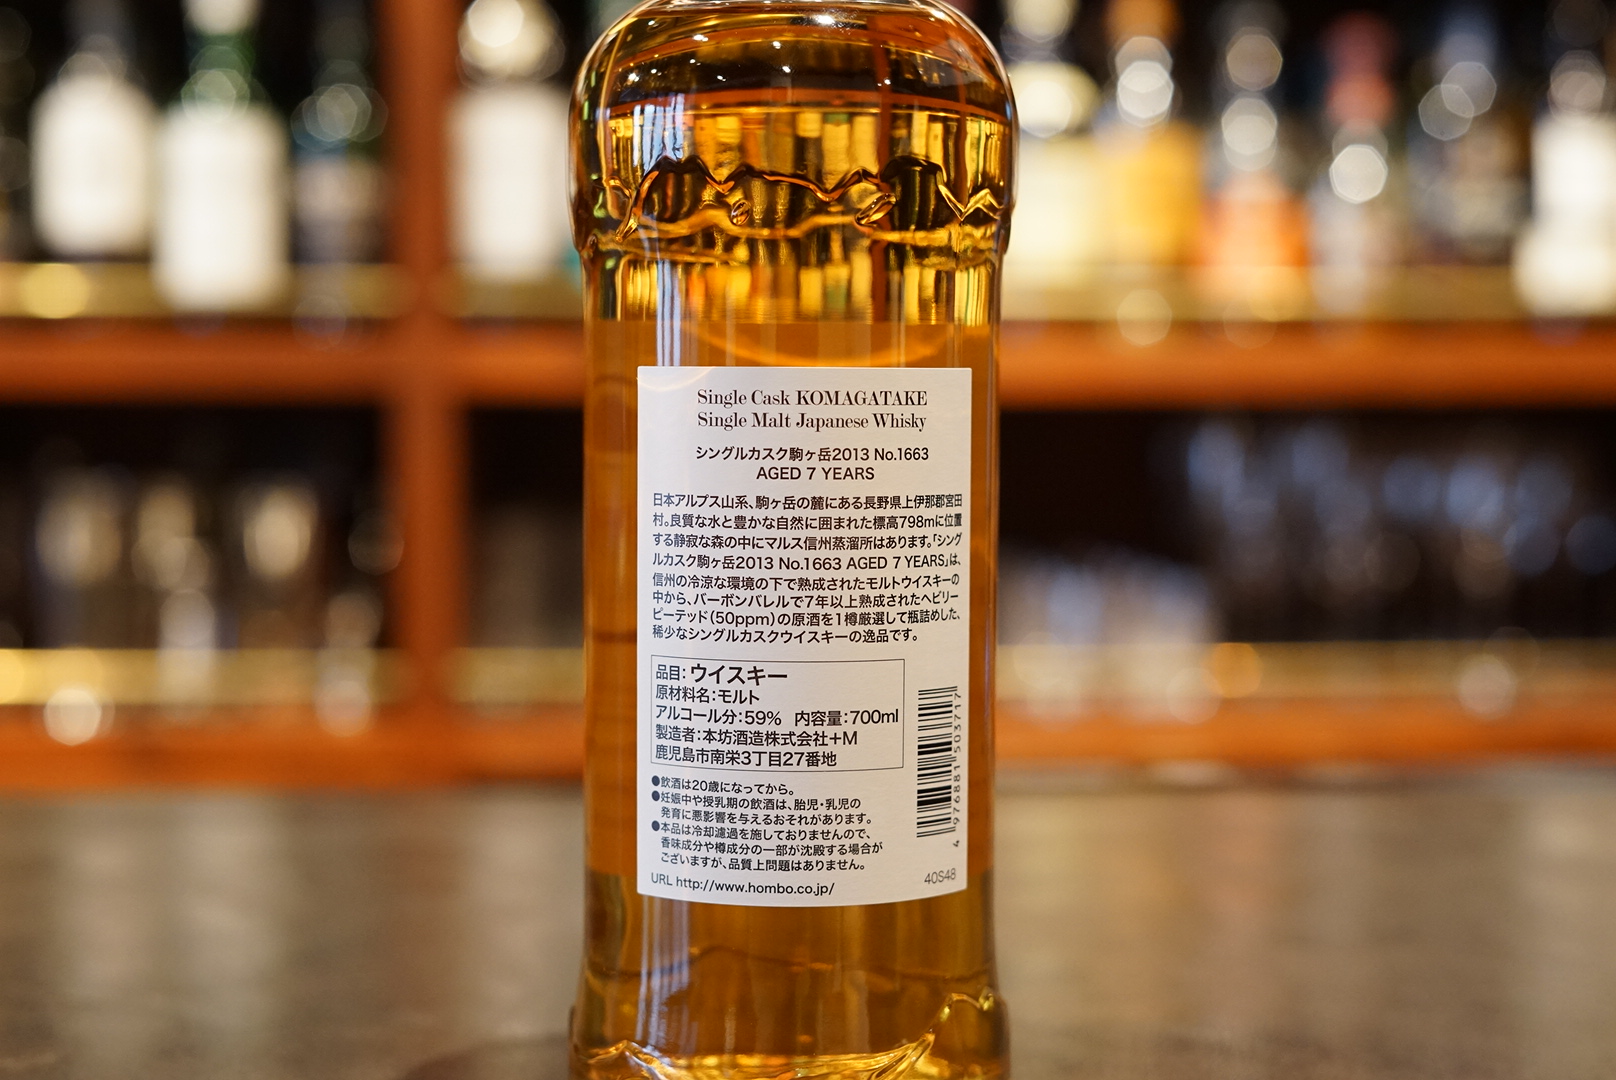 Single Cask KOMAGATAKE
Single Malt Japanese Whisky
シングルカスク駒ヶ岳2013 No.1663
AGED 7 YEARS
日本アルプス山系、駒ヶ岳の麓にある長野県上伊那郡宮田
村。良質な水と豊かな自然に囲まれた標高798mに位置
する静寂な森の中にマルス信州蒸溜所はあります。「シング
ルカスク駒ヶ岳2013 No.1663 AGED 7 YEARS」は、
信州の冷涼な環境の下で熟成されたモルトウイスキーの
中から、バーボンバレルで7年以上熟成されたヘビリー
ピーテッド(50ppm)の原酒を1樽厳選して瓶詰めした、
稀少なシングルカスクウイスキーの逸品です。
品目：ウイスキー
原材料名：モルト
アルコール分：59% 内容量：700ml
製造者：本坊酒造株式会社+M
鹿児島市南栄3丁目27番地
●飲酒は20歳になってから。
●妊娠中や授乳期の飲酒は、胎児・乳児の
発育に悪影響を与えるおそれがあります。
●本品は冷却濾過を施しておりませんので、
香味成分や樽成分の一部が沈殿する場合が
ございますが、品質上問題はありません。
URL http://www.hombo.co.jp/
4 976881 503717
40S48